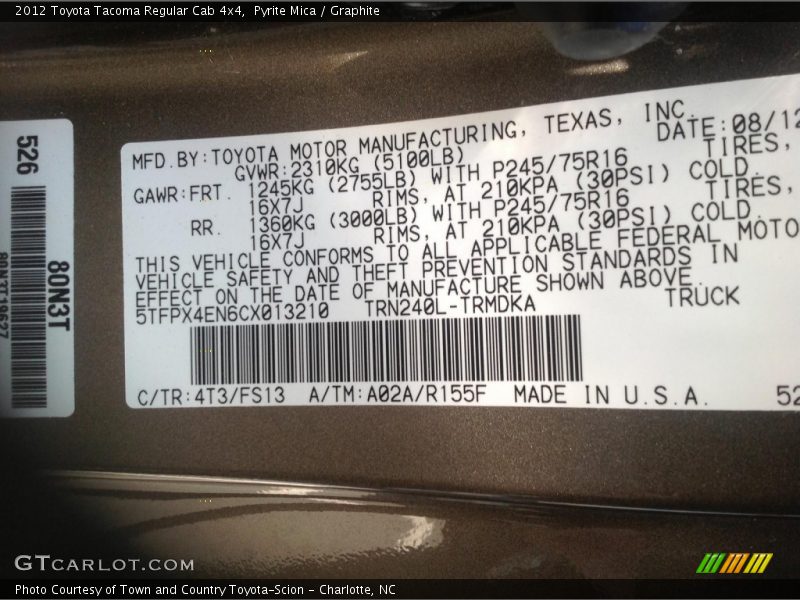 2012 Toyota Tacoma Regular Cab 4x4,  Pyrite Mica / Graphite
526
80N3T
MFD.BY:TOYOTA MOTOR MANUFACTURING, TEXAS, INC.
GVWR:2310KG (5100LB) DATE:08/12
GAWR:FRT. 1245KG (2755LB) WITH P245/75R16 TIRES,
16X7J RIMS, AT 210KPA (30PSI) COLD.
RR. 1360KG (3000LB) WITH P245/75R16 TIRES,
16X7J RIMS, AT 210KPA (30PSI) COLD.
THIS VEHICLE CONFORMS TO ALL APPLICABLE FEDERAL MOTO
VEHICLE SAFETY AND THEFT PREVENTION STANDARDS IN
EFFECT ON THE DATE OF MANUFACTURE SHOWN ABOVE.
5TFPX4EN6CX013210 TRN240L-TRMDKA TRUCK
C/TR:4T3/FS13 A/TM:A02A/R155F MADE IN U.S.A. 52
GTCARLOT.COM
Photo Courtesy of Town and Country Toyota-Scion - Charlotte, NC